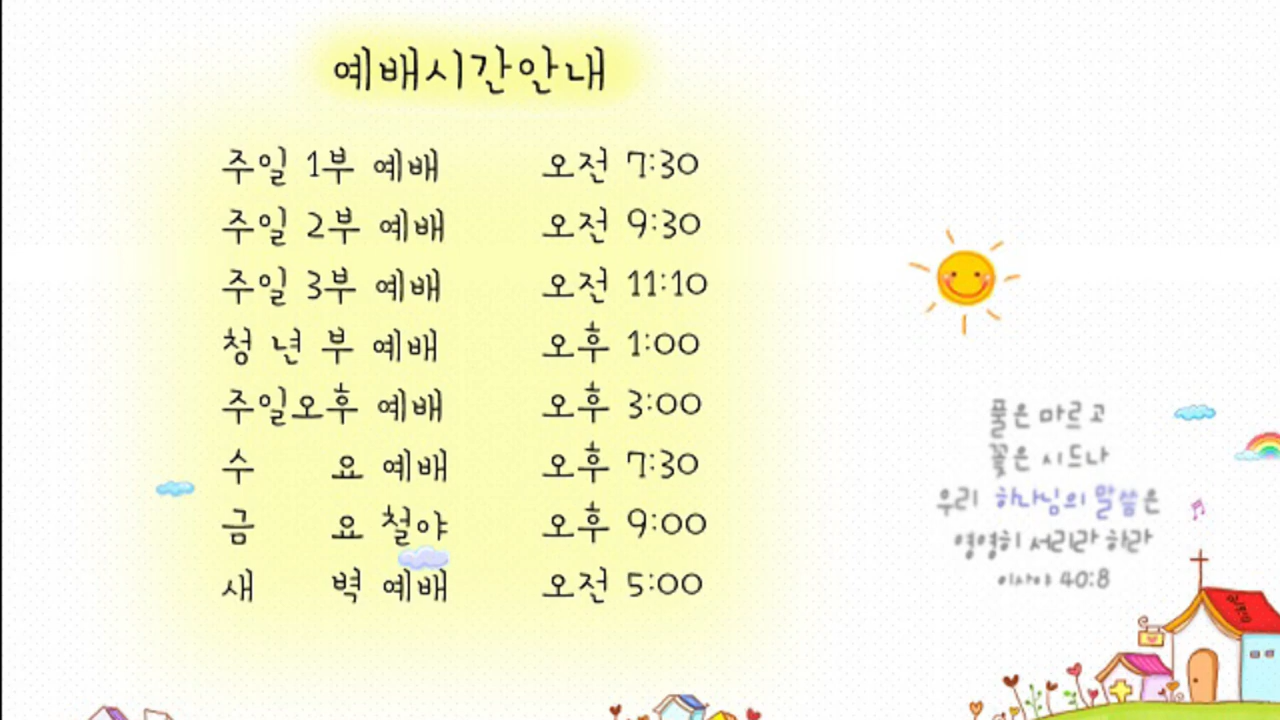 예배시간안내
주일 1부 예배 오전 7:30
주일 2부 예배 오전 9:30
주일 3부 예배 오전 11:10
청 년 부 예배 오후 1:00
주일오후 예배 오후 3:00
수 요 예배 오후 7:30
금 요 철야 오후 9:00
새 벽 예배 오전 5:00
풀은 마르고
꽃은 시드나
우리 하나님의 말씀은
영영히 서리라 하라
이사야 40:8